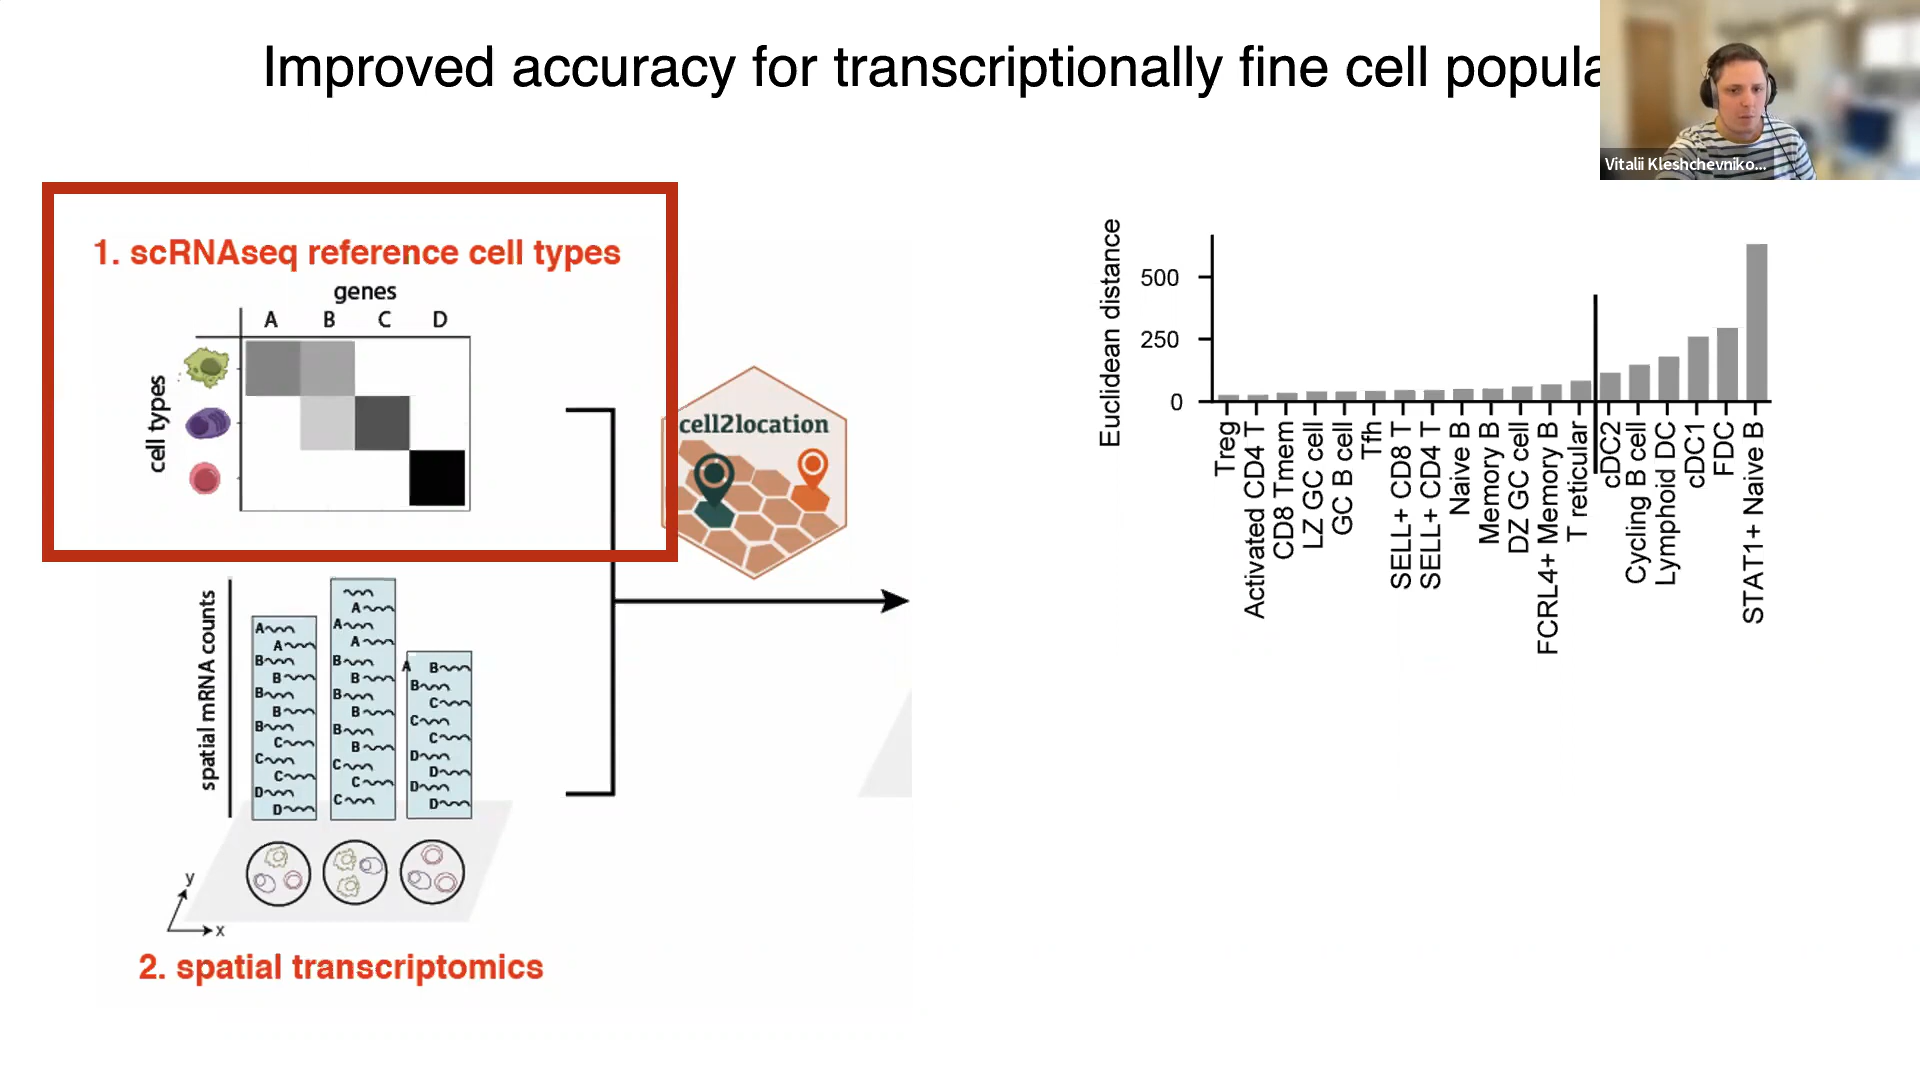 Improved accuracy for transcriptionally fine cell popula
Vitalii Kleshchevniko...
1. scRNAseq reference cell types
genes
A B C D
cell types
cell2location
spatial mRNA counts
A
A
B
B
B
B
B
C
C
C
D
D
A
A
A
B
B
B
B
B
B
C
C
C
A B
B
C
C
C
D
D
D
D
y
x
2. spatial transcriptomics
Euclidean distance
500
250
0
Treg
Activated CD4 T
CD8 Tmem
LZ GC cell
GC B cell
Tfh
SELL+ CD8 T
SELL+ CD4 T
Naive B
Memory B
DZ GC cell
FCRL4+ Memory B
T reticular
cDC2
Cycling B cell
Lymphoid DC
cDC1
FDC
STAT1+ Naive B